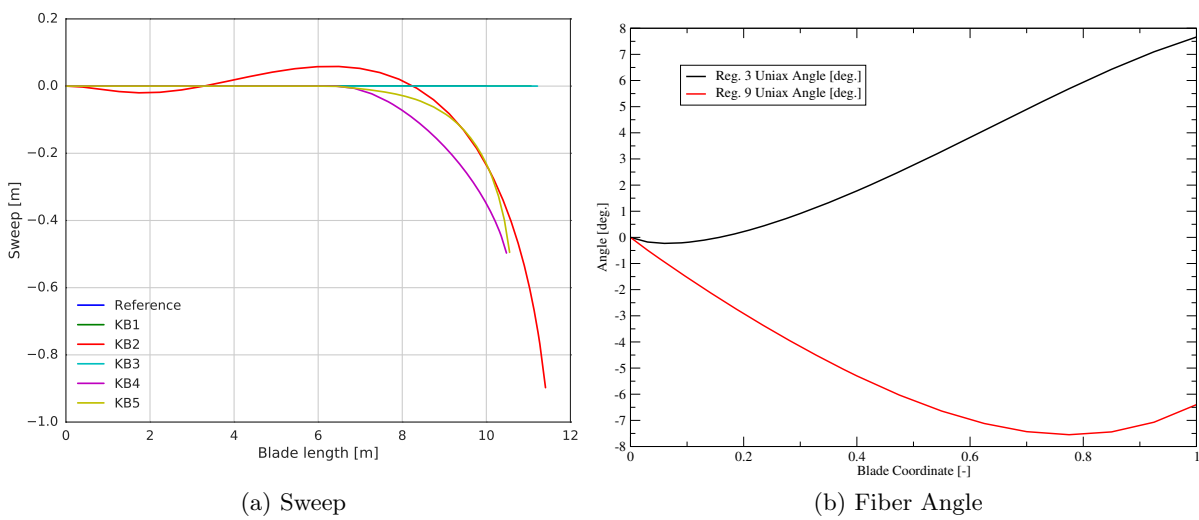 0.2
0.0
−0.2
−0.4
−0.6
−0.8
−1.0
Sweep [m]
Reference
KB1
KB2
KB3
KB4
KB5
0 2 4 6 8 10 12
Blade length [m]
(a) Sweep
8
7
6
5
4
3
2
1
0
-1
-2
-3
-4
-5
-6
-7
-8
Angle [deg.]
Reg. 3 Uniax Angle [deg.]
Reg. 9 Uniax Angle [deg.]
0 0.2 0.4 0.6 0.8 1
Blade Coordinate [-]
(b) Fiber Angle